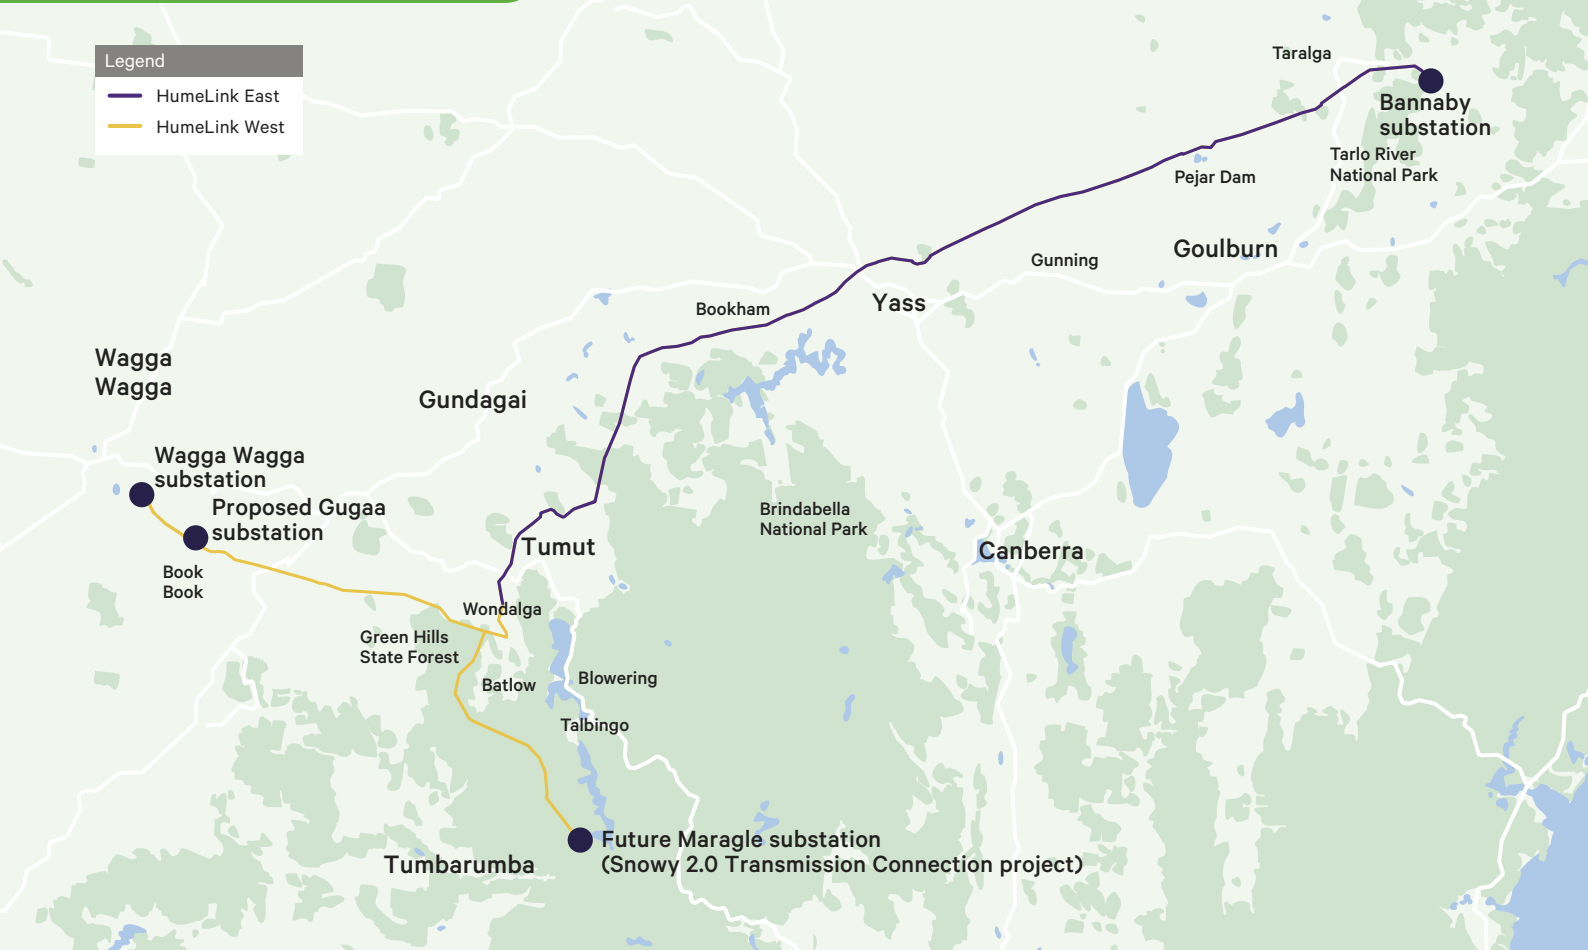 Legend
HumeLink East
HumeLink West
Taralga
Bannaby
substation
Tarlo River
National Park
Pejar Dam
Goulburn
Gunning
Yass
Bookham
Wagga
Wagga
Gundagai
Wagga Wagga
substation
Proposed Gugaa
substation
Brindabella
National Park
Tumut
Canberra
Book
Book
Wondalga
Green Hills
State Forest
Batlow
Blowering
Talbingo
Future Maragle substation
(Snowy 2.0 Transmission Connection project)
Tumbarumba